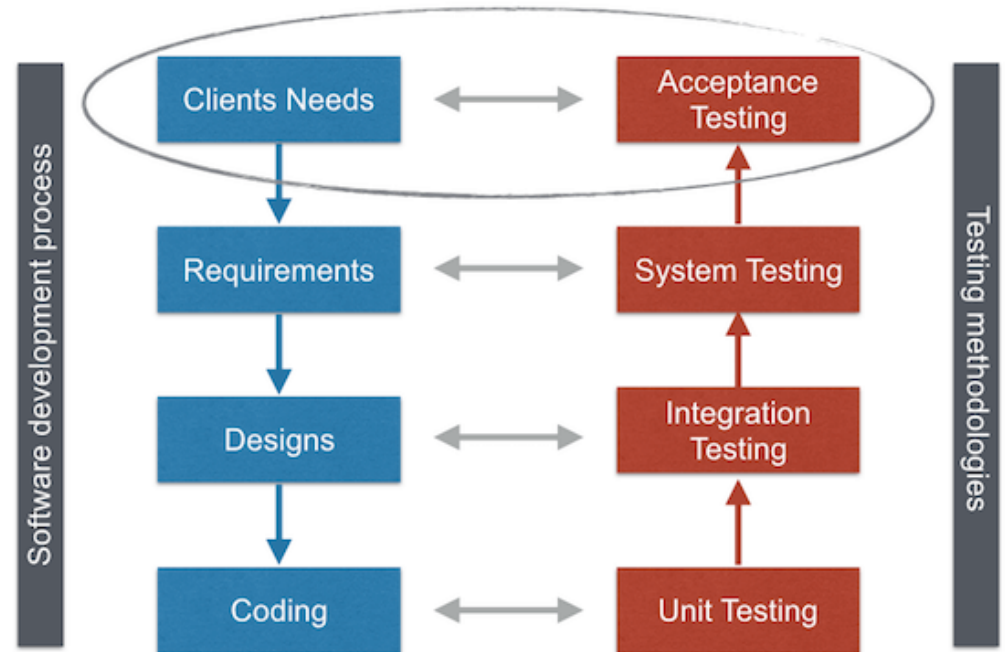 Software development process
Clients Needs
Acceptance
Testing
Requirements
System Testing
Designs
Integration
Testing
Coding
Unit Testing
Testing methodologies